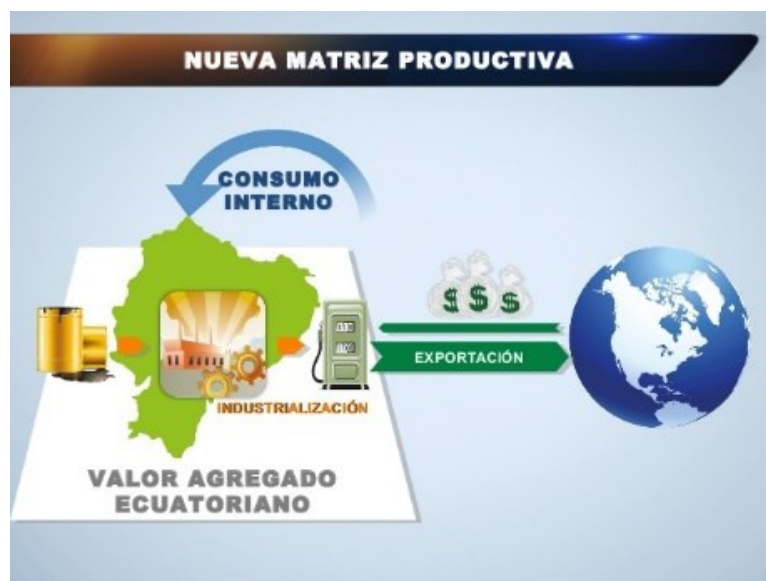 NUEVA MATRIZ PRODUCTIVA
CONSUMO
INTERNO
$ $ $
EXPORTACIÓN
INDUSTRIALIZACIÓN
VALOR AGREGADO
ECUATORIANO